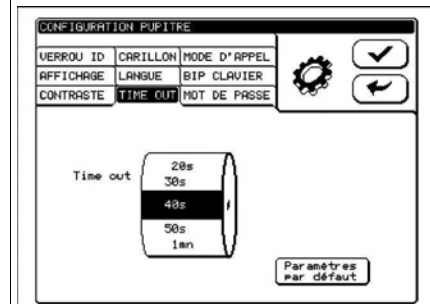 CONFIGURATION PUPITRE
VERROU ID CARILLON MODE D'APPEL
AFFICHAGE LANGUE BIP CLAVIER
CONTRASTE TIME OUT MOT DE PASSE
20s
Time out 30s
40s
50s
1mn
Paramètres
par défaut